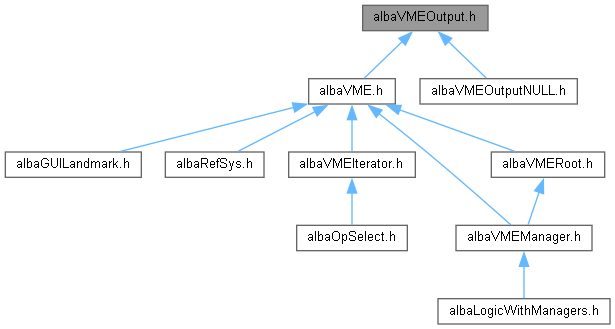 albaVMEOutput.h
albaVME.h
albaVMEOutputNULL.h
albaGUILandmark.h
albaRefSys.h
albaVMEIterator.h
albaVMERoot.h
albaOpSelect.h
albaVMEManager.h
albaLogicWithManagers.h